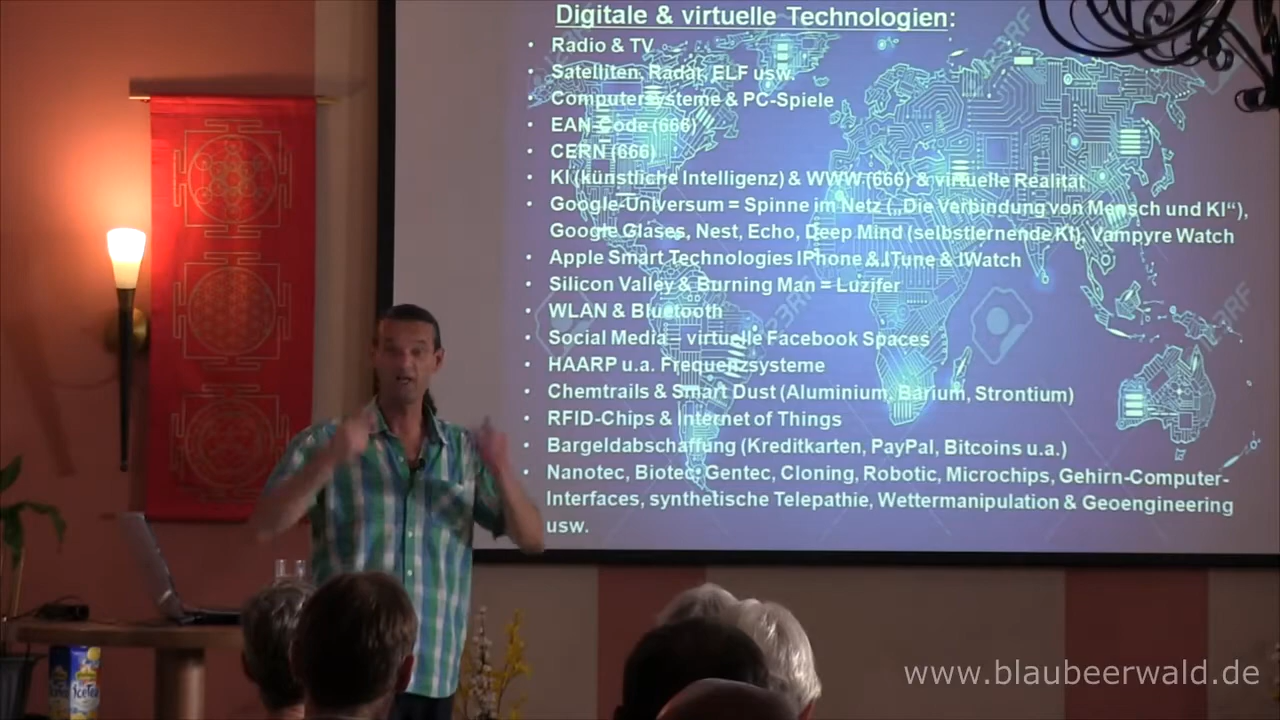 Digitale & virtuelle Technologien:
• Radio & TV
• Satelliten, Radar, ELF usw.
• Computersysteme & PC-Spiele
• EAN-Code (666)
• CERN (666)
• KI (künstliche Intelligenz) & WWW (666) & virtuelle Realität
• Google-Universum = Spinne im Netz („Die Verbindung von Mensch und KI“),
Google Glases, Nest, Echo, Deep Mind (selbstlernende KI), Vampyre Watch
• Apple Smart Technologies IPhone & ITune & IWatch
• Silicon Valley & Burning Man = Luzifer
• WLAN & Bluetooth
• Social Media – virtuelle Facebook Spaces
• HAARP u.a. Frequenzsysteme
• Chemtrails & Smart Dust (Aluminium, Barium, Strontium)
• RFID-Chips & Internet of Things
• Bargeldabschaffung (Kreditkarten, PayPal, Bitcoins u.a.)
• Nanotec, Biotec, Gentec, Cloning, Robotic, Microchips, Gehirn-Computer-
Interfaces, synthetische Telepathie, Wettermanipulation & Geoengineering
usw.
123RF
123RF
123RF
www.blaubeerwald.de